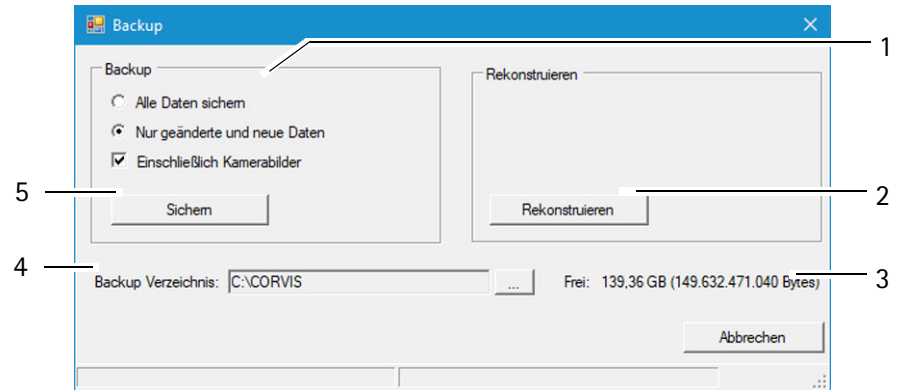 Backup
1
Backup
Rekonstruieren
Alle Daten sichern
Nur geänderte und neue Daten
Einschließlich Kamerabilder
5
Sichern
Rekonstruieren
2
4
Backup Verzeichnis: C:\CORVIS ... Frei: 139,36 GB (149.632.471.040 Bytes)
3
Abbrechen